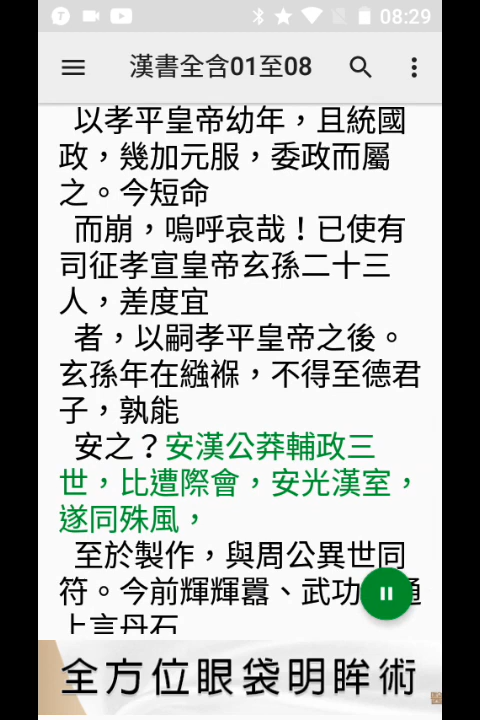 08:29
漢書全含01至08
以孝平皇帝幼年，且統國
政，幾加元服，委政而屬
之。今短命
而崩，嗚呼哀哉！已使有
司征孝宣皇帝玄孫二十三
人，差度宜
者，以嗣孝平皇帝之後。
玄孫年在繈褓，不得至德君
子，孰能
安之？安漢公莽輔政三
世，比遭際會，安光漢室，
遂同殊風，
至於製作，與周公異世同
符。今前輝輝囂、武功
通
上言丹石
全方位眼袋明眸術